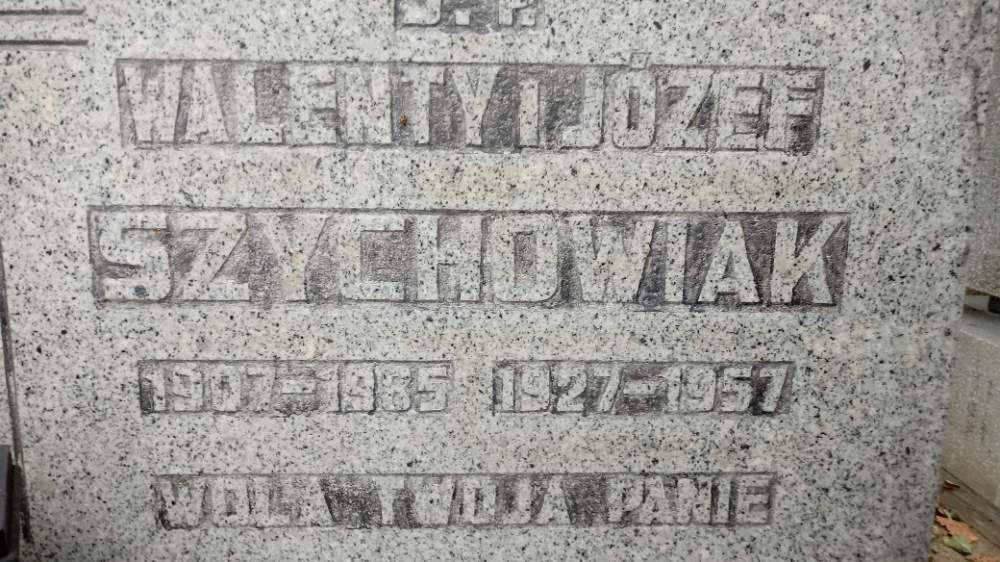 Ś. P.
WALENTY I JÓZEF
SZYCHOWIAK
1907-1985 1927-1957
WOLA TWOJA PANIE